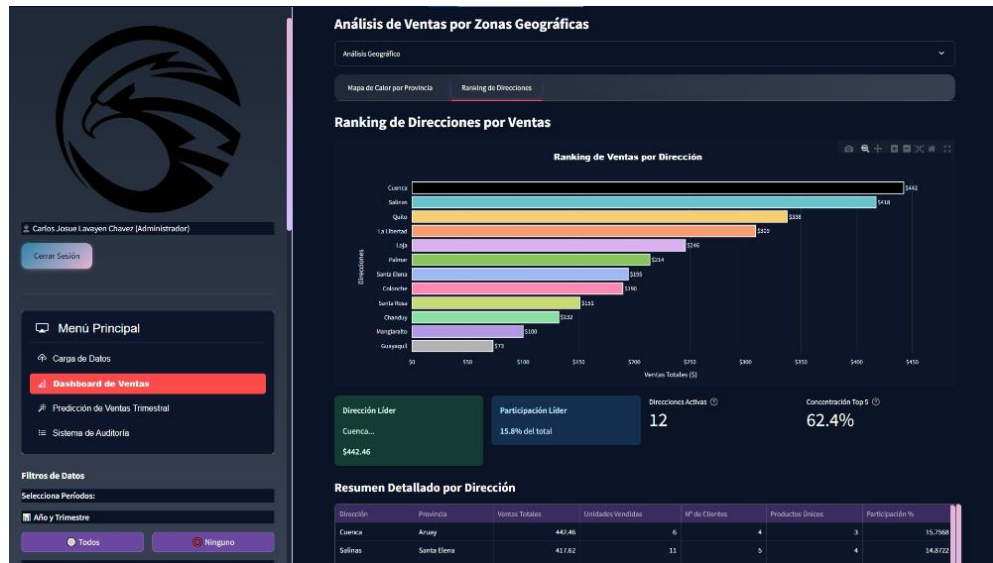 Carlos Josue Lavayen Chavez (Administrador)
Cerrar Sesión
Menú Principal
Carga de Datos
Dashboard de Ventas
Predicción de Ventas Trimestral
Sistema de Auditoría
Filtros de Datos
Selecciona Períodos:
Año y Trimestre
Todos
Ninguno
Análisis de Ventas por Zonas Geográficas
Análisis Geográfico
Mapa de Calor por Provincia
Ranking de Direcciones
Ranking de Direcciones por Ventas
Ranking de Ventas por Dirección
Direcciones
Cuenca $442
Salinas $418
Quito $338
La Libertad $309
Loja $246
Palmar $214
Santa Elena $195
Colonche $190
Santa Rosa $151
Chanduy $132
Manglaralto $100
Guayaquil $73
$0 $50 $100 $150 $200 $250 $300 $350 $400 $450
Ventas Totales ($)
Dirección Líder
Cuenca...
$442.46
Participación Líder
15.8% del total
Direcciones Activas
12
Concentración Top 5
62.4%
Resumen Detallado por Dirección
Dirección Provincia Ventas Totales Unidades Vendidas N° de Clientes Productos Únicos Participación %
Cuenca Azuay 442.46 6 4 3 15.7568
Salinas Santa Elena 417.62 11 5 4 14.8722